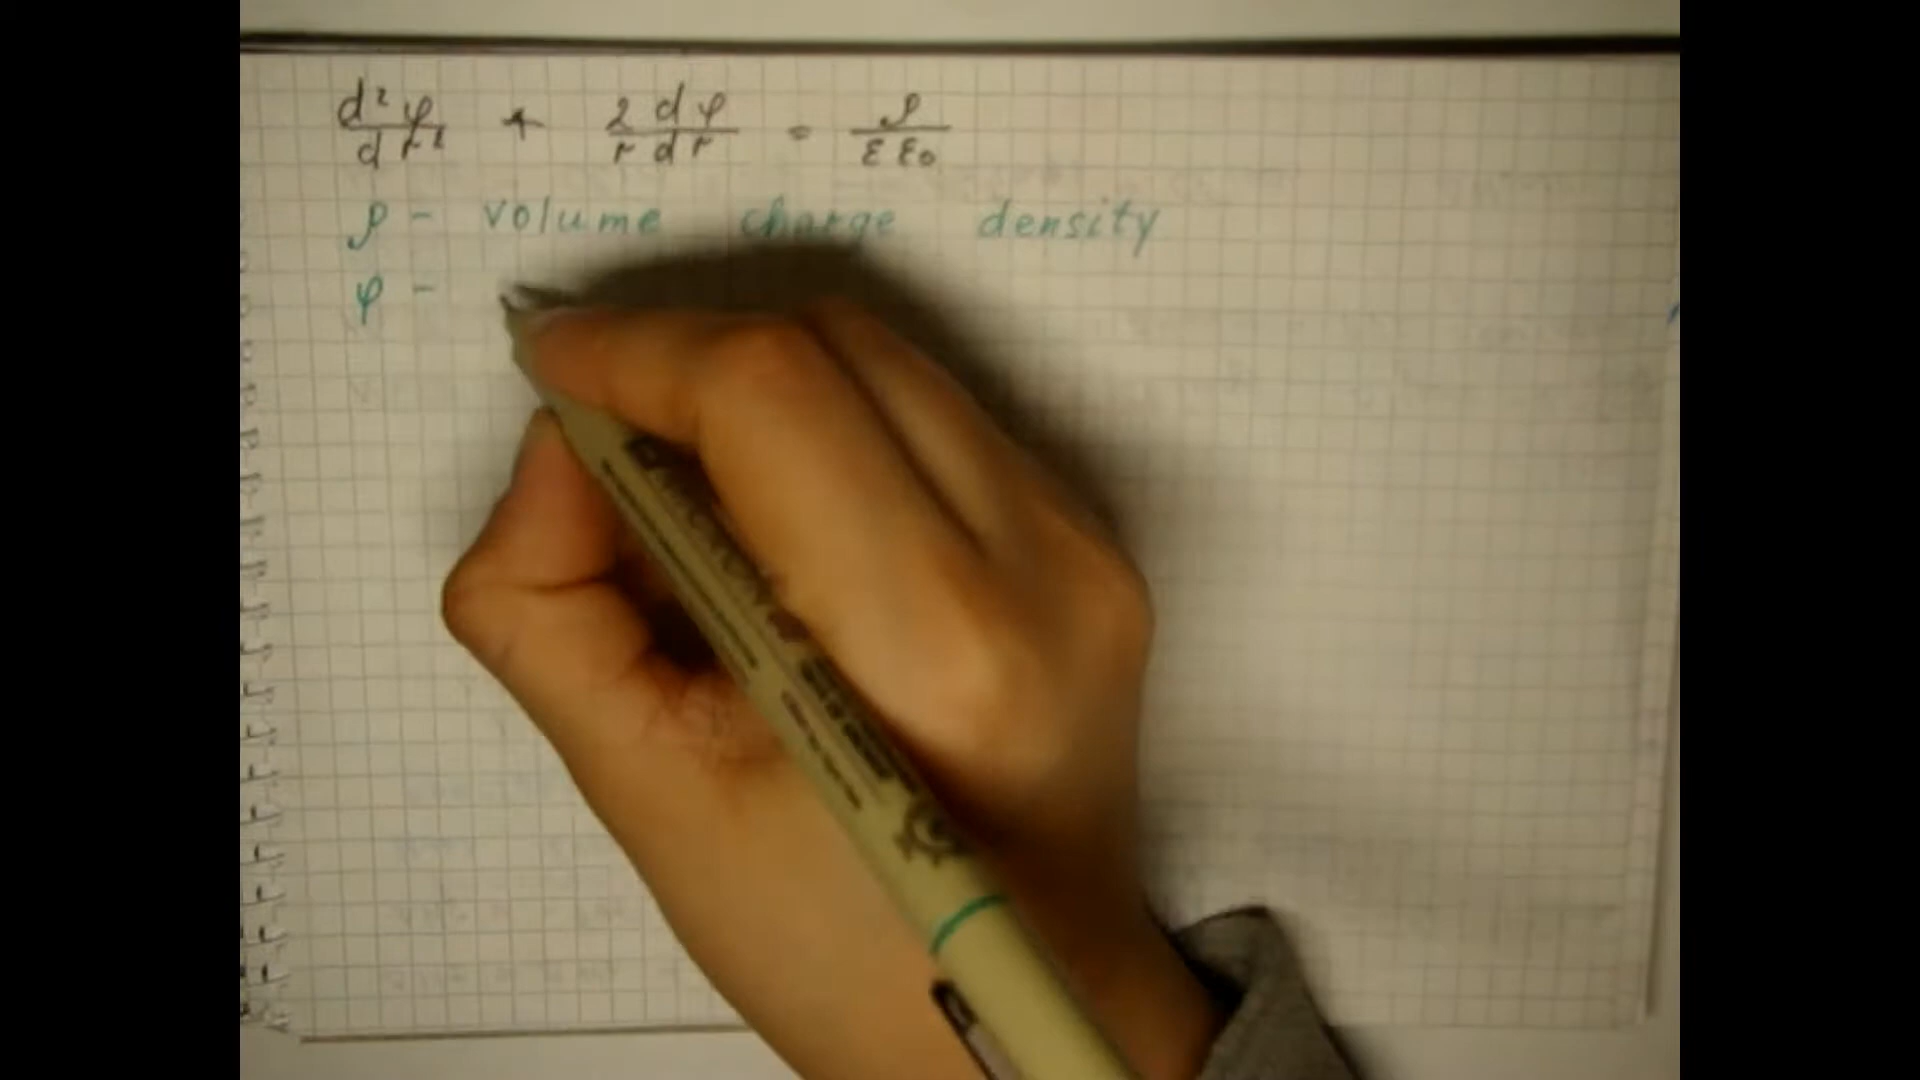 d²φ/dr² + 2/r dφ/dr = ρ/εε₀
ρ - volume charge density
φ -